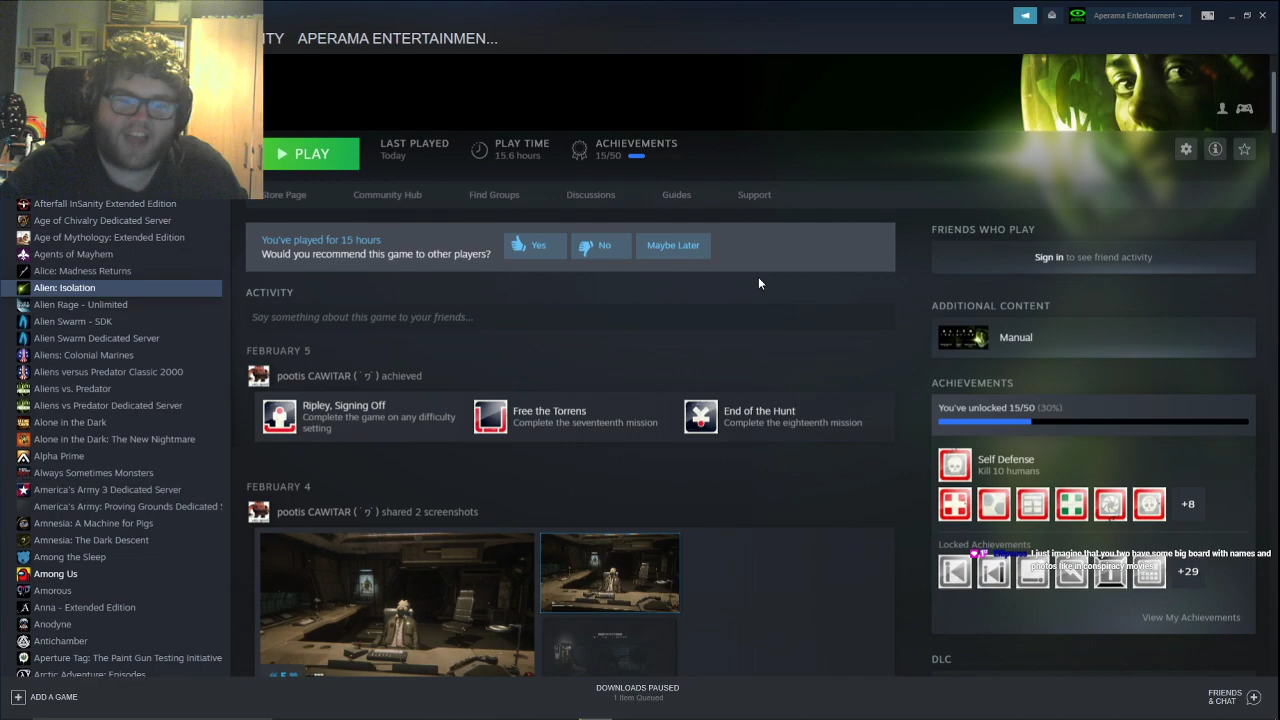 Aperama Entertainment
ITY APERAMA ENTERTAINMEN...
PLAY
LAST PLAYED
Today
PLAY TIME
15.6 hours
ACHIEVEMENTS
15/50
Store Page
Community Hub
Find Groups
Discussions
Guides
Support
Afterfall InSanity Extended Edition
Age of Chivalry Dedicated Server
Age of Mythology: Extended Edition
Agents of Mayhem
Alice: Madness Returns
Alien: Isolation
Alien Rage - Unlimited
Alien Swarm - SDK
Alien Swarm Dedicated Server
Aliens: Colonial Marines
Aliens versus Predator Classic 2000
Aliens vs. Predator
Aliens vs Predator Dedicated Server
Alone in the Dark
Alone in the Dark: The New Nightmare
Alpha Prime
Always Sometimes Monsters
America's Army 3 Dedicated Server
America's Army: Proving Grounds Dedicated
Amnesia: A Machine for Pigs
Amnesia: The Dark Descent
Among the Sleep
Among Us
Amorous
Anna - Extended Edition
Anodyne
Antichamber
Aperture Tag: The Paint Gun Testing Initiative
Arctic Adventure: Episodes
You've played for 15 hours
Would you recommend this game to other players?
Yes
No
Maybe Later
ACTIVITY
Say something about this game to your friends...
FEBRUARY 5
pootis CAWITAR ( ˙ヮ˙ ) achieved
Ripley, Signing Off
Complete the game on any difficulty
setting
Free the Torrens
Complete the seventeenth mission
End of the Hunt
Complete the eighteenth mission
FEBRUARY 4
pootis CAWITAR ( ˙ヮ˙ ) shared 2 screenshots
FRIENDS WHO PLAY
Sign in to see friend activity
ADDITIONAL CONTENT
Manual
ACHIEVEMENTS
You've unlocked 15/50 (30%)
Self Defense
Kill 10 humans
+8
Locked Achievements
I just imagine that you two have some big board with names and
photos like in conspiracy movies
+29
View My Achievements
DLC
ADD A GAME
DOWNLOADS PAUSED
1 Item Queued
FRIENDS
& CHAT